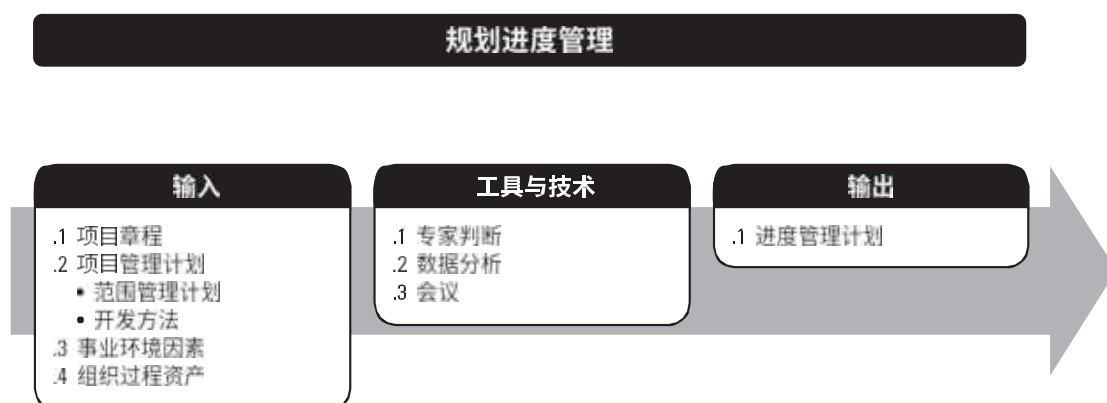 规划进度管理
输入
.1 项目章程
.2 项目管理计划
• 范围管理计划
• 开发方法
.3 事业环境因素
.4 组织过程资产
工具与技术
.1 专家判断
.2 数据分析
.3 会议
输出
.1 进度管理计划